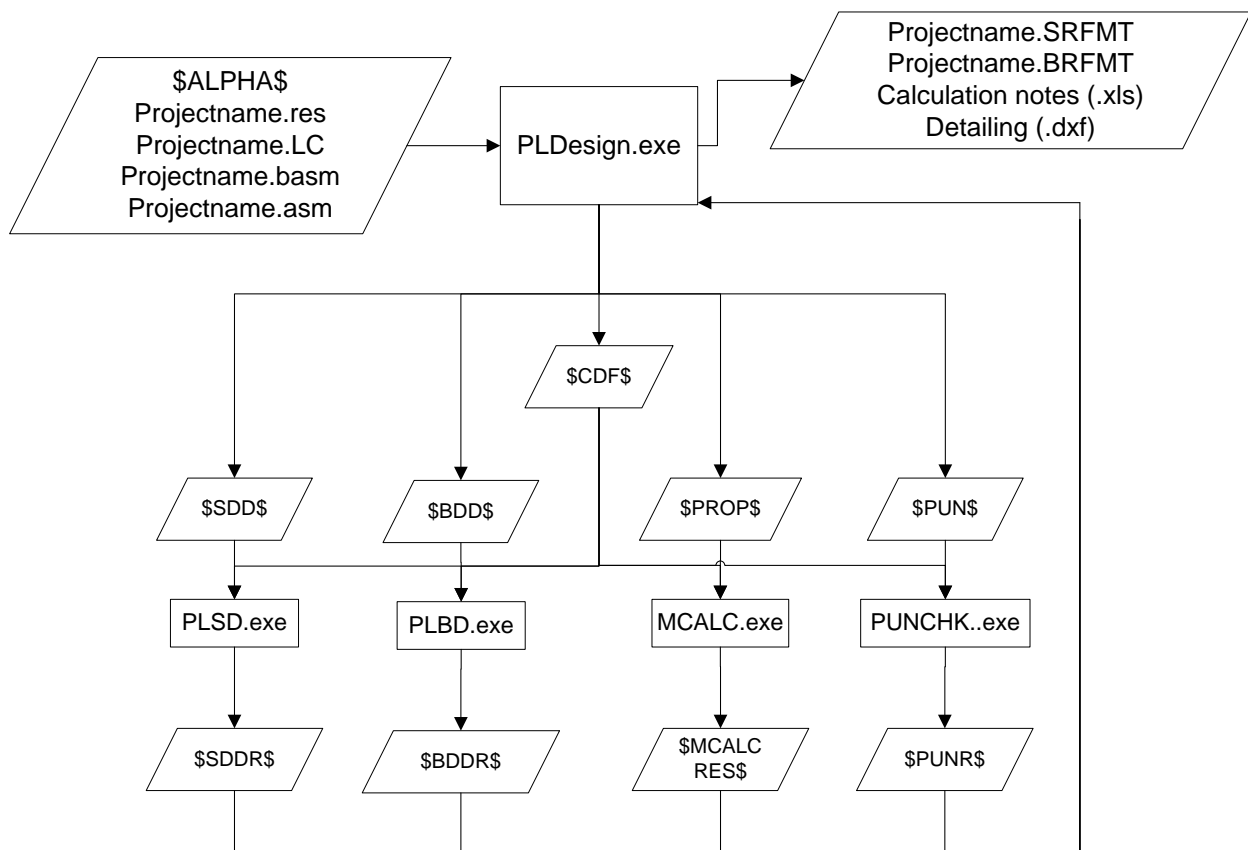 $ALPHA$
Projectname.res
Projectname.LC
Projectname.basm
Projectname.asm
PLDesign.exe
Projectname.SRFMT
Projectname.BRFMT
Calculation notes (.xls)
Detailing (.dxf)
$CDF$
$SDD$
$BDD$
$PROP$
$PUN$
PLSD.exe
PLBD.exe
MCALC.exe
PUNCHK..exe
$SDDR$
$BDDR$
$MCALC
RES$
$PUNR$